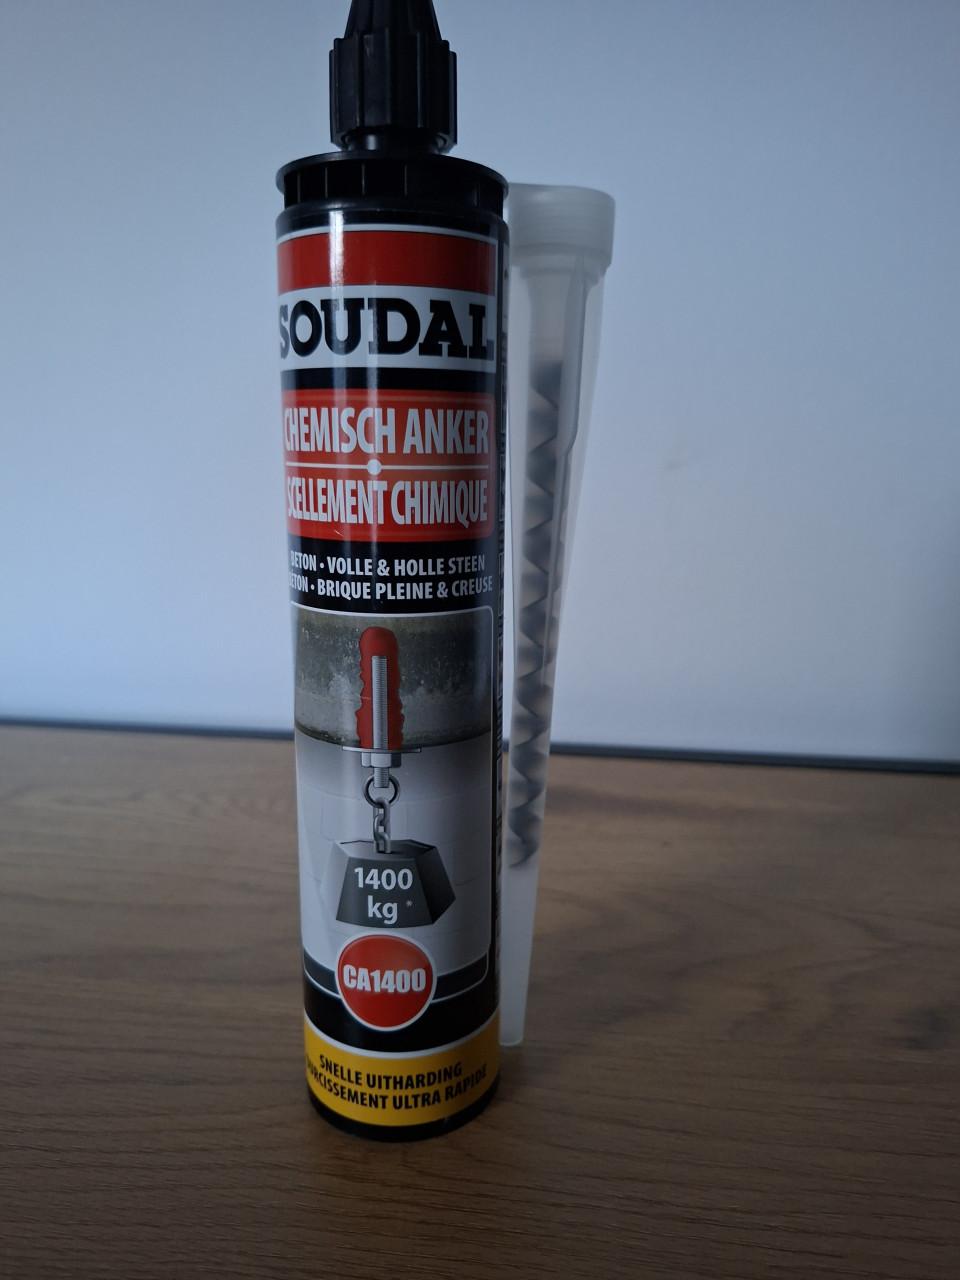 SOUDAL
CHEMISCH ANKER
SCELLEMENT CHIMIQUE
BETON • VOLLE & HOLLE STEEN
BÉTON • BRIQUE PLEINE & CREUSE
1400
kg *
CA1400
SNELLE UITHARDING
DURCISSEMENT ULTRA RAPIDE